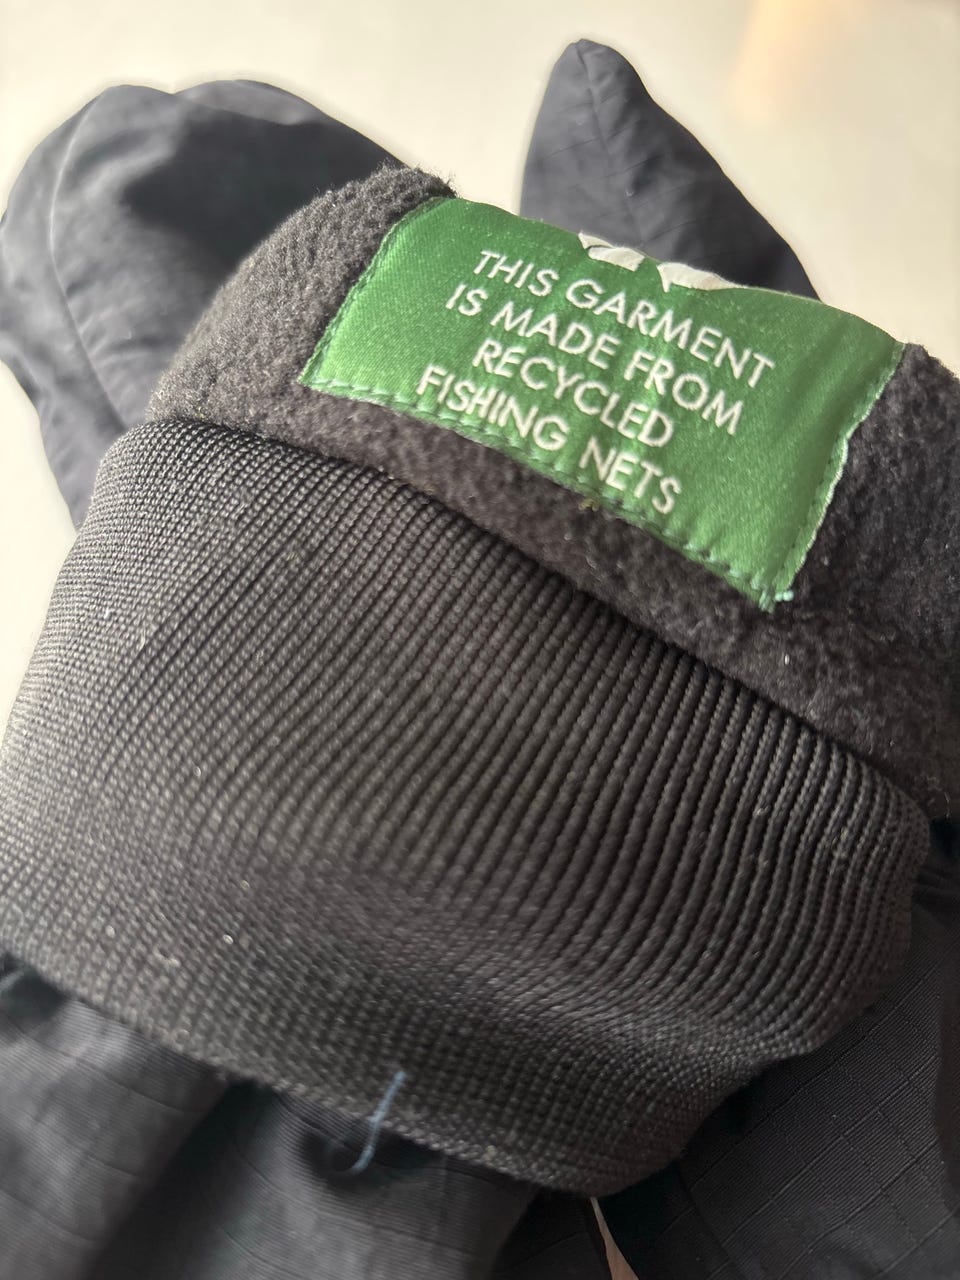 THIS GARMENT
IS MADE FROM
RECYCLED
FISHING NETS